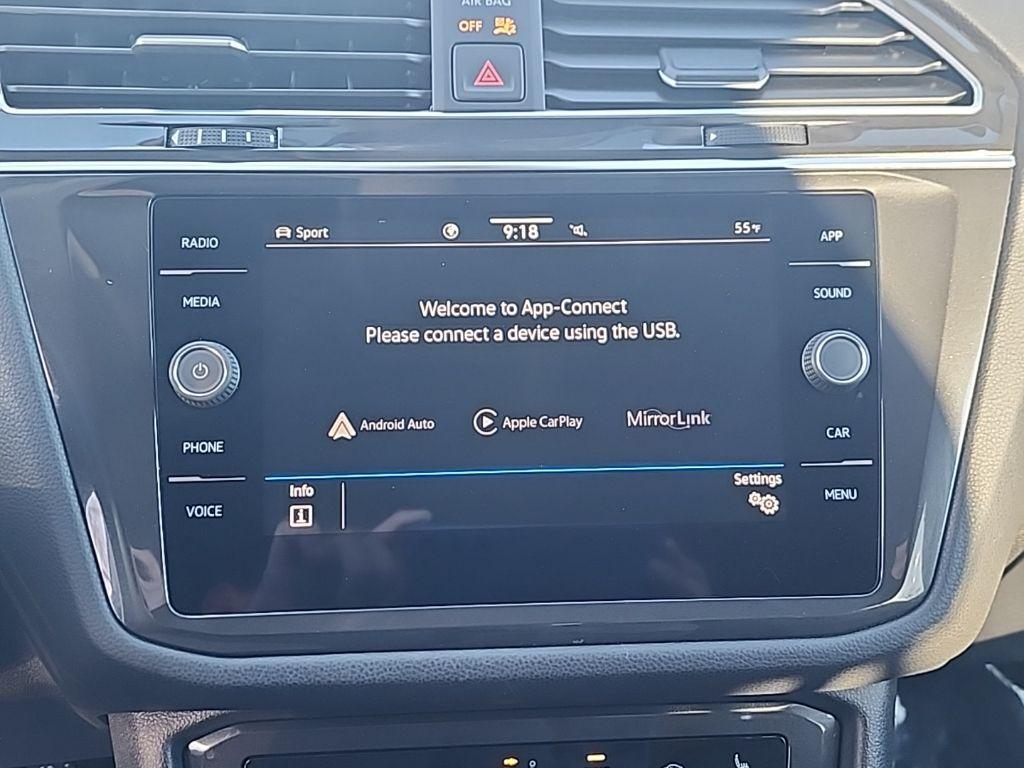 AIR BAG
OFF
RADIO
MEDIA
PHONE
VOICE
Sport
9:18
55°F
Welcome to App-Connect
Please connect a device using the USB.
Android Auto
Apple CarPlay
MirrorLink
Info
Settings
APP
SOUND
CAR
MENU